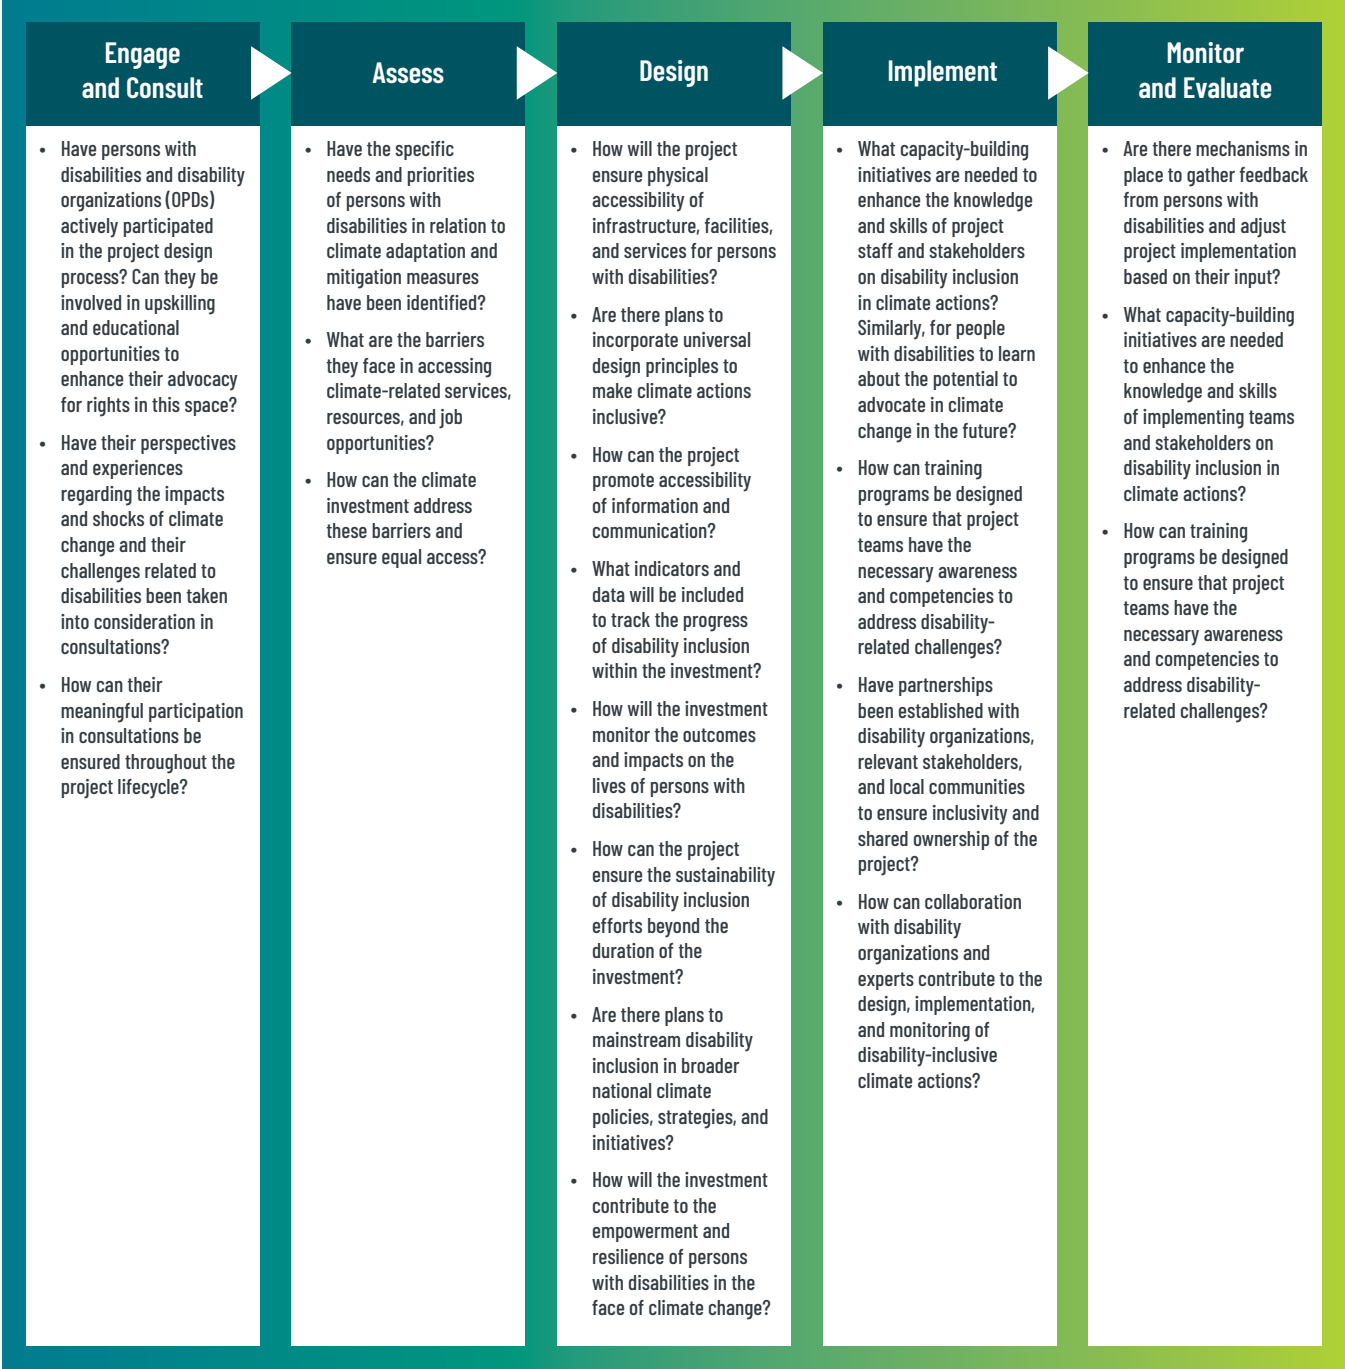 Engage
and Consult
• Have persons with
disabilities and disability
organizations (OPDs)
actively participated
in the project design
process? Can they be
involved in upskilling
and educational
opportunities to
enhance their advocacy
for rights in this space?
• Have their perspectives
and experiences
regarding the impacts
and shocks of climate
change and their
challenges related to
disabilities been taken
into consideration in
consultations?
• How can their
meaningful participation
in consultations be
ensured throughout the
project lifecycle?
Assess
• Have the specific
needs and priorities
of persons with
disabilities in relation to
climate adaptation and
mitigation measures
have been identified?
• What are the barriers
they face in accessing
climate-related services,
resources, and job
opportunities?
• How can the climate
investment address
these barriers and
ensure equal access?
Design
• How will the project
ensure physical
accessibility of
infrastructure, facilities,
and services for persons
with disabilities?
• Are there plans to
incorporate universal
design principles to
make climate actions
inclusive?
• How can the project
promote accessibility
of information and
communication?
• What indicators and
data will be included
to track the progress
of disability inclusion
within the investment?
• How will the investment
monitor the outcomes
and impacts on the
lives of persons with
disabilities?
• How can the project
ensure the sustainability
of disability inclusion
efforts beyond the
duration of the
investment?
• Are there plans to
mainstream disability
inclusion in broader
national climate
policies, strategies, and
initiatives?
• How will the investment
contribute to the
empowerment and
resilience of persons
with disabilities in the
face of climate change?
Implement
• What capacity-building
initiatives are needed to
enhance the knowledge
and skills of project
staff and stakeholders
on disability inclusion
in climate actions?
Similarly, for people
with disabilities to learn
about the potential to
advocate in climate
change in the future?
• How can training
programs be designed
to ensure that project
teams have the
necessary awareness
and competencies to
address disability-
related challenges?
• Have partnerships
been established with
disability organizations,
relevant stakeholders,
and local communities
to ensure inclusivity and
shared ownership of the
project?
• How can collaboration
with disability
organizations and
experts contribute to the
design, implementation,
and monitoring of
disability-inclusive
climate actions?
Monitor
and Evaluate
• Are there mechanisms in
place to gather feedback
from persons with
disabilities and adjust
project implementation
based on their input?
• What capacity-building
initiatives are needed
to enhance the
knowledge and skills
of implementing teams
and stakeholders on
disability inclusion in
climate actions?
• How can training
programs be designed
to ensure that project
teams have the
necessary awareness
and competencies to
address disability-
related challenges?